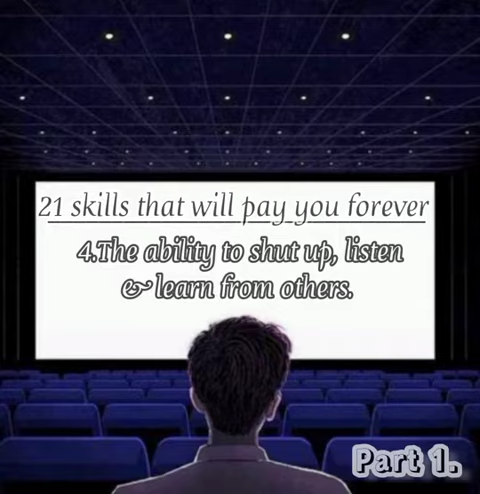 21 skills that will pay you forever
4.The ability to shut up, listen
& learn from others.
Part 1.